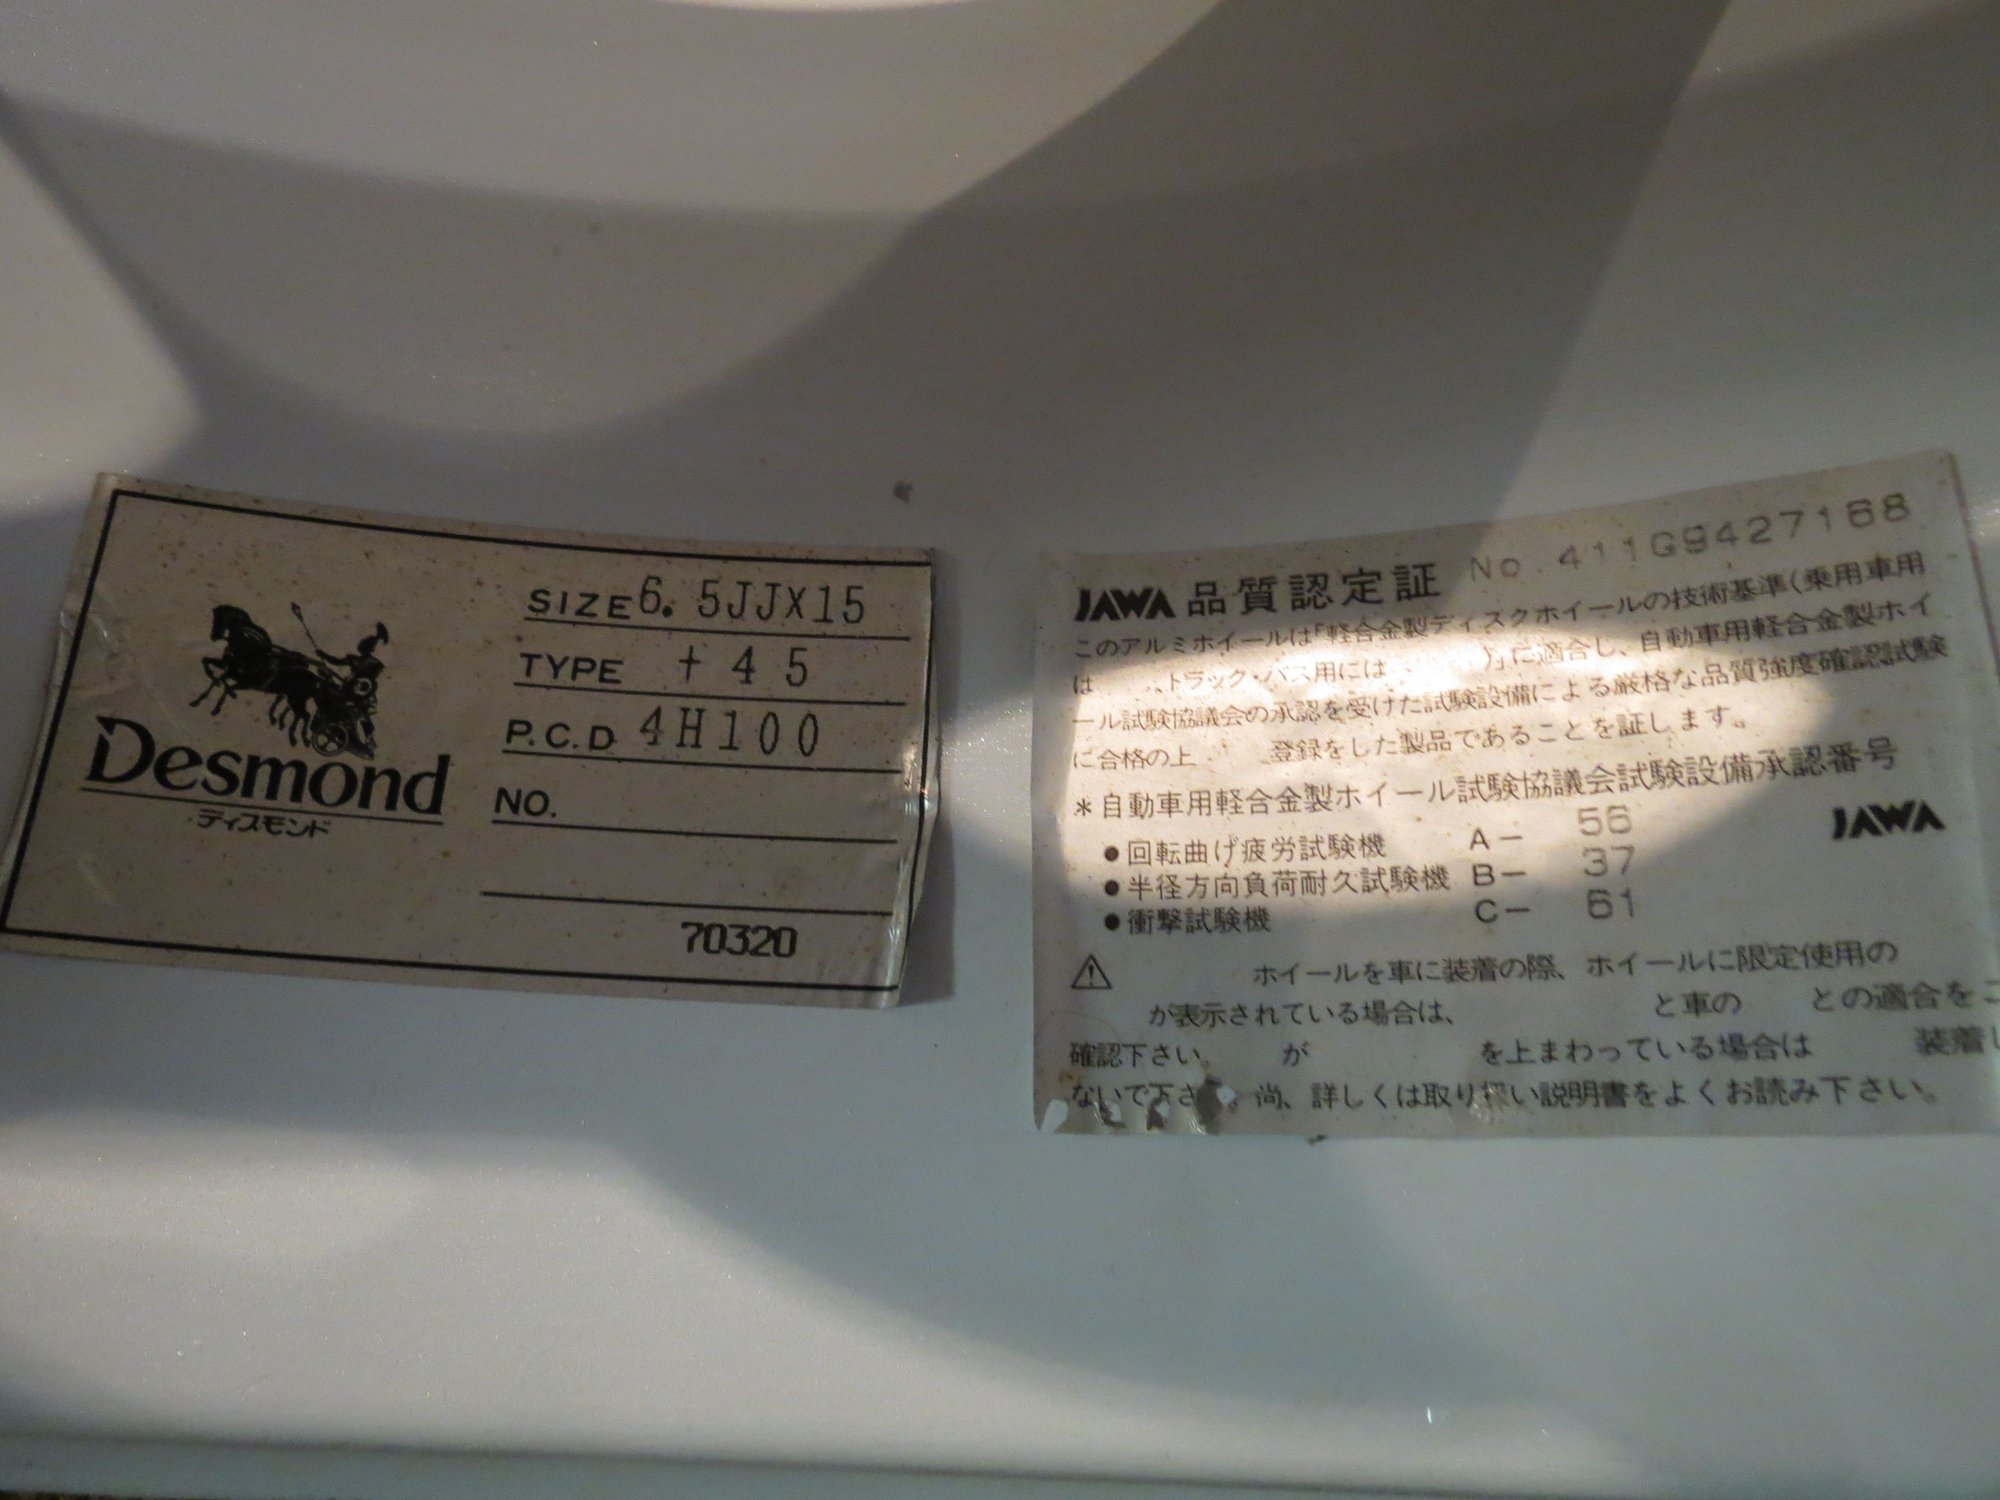 Desmond
ディスモンド
SIZE 6.5JJX15
TYPE +45
P.C.D 4H100
NO.
70320
JAWA 品質認定証 No.411G9427168
このアルミホイールは「軽合金製ディスクホイールの技術基準(乗用車用
は トラック・バス用には )」に適合し、自動車用軽合金製ホイ
ール試験協議会の承認を受けた試験設備による厳格な品質強度確認試験
に合格の上 登録をした製品であることを証します。
*自動車用軽合金製ホイール試験協議会試験設備承認番号
●回転曲げ疲労試験機 A- 56
●半径方向負荷耐久試験機 B- 37
●衝撃試験機 C- 61
JAWA
ホイールを車に装着の際、ホイールに限定使用の
が表示されている場合は、 と車の との適合をご
確認下さい。 が を上まわっている場合は 装着し
ないで下さ 尚、詳しくは取り扱い説明書をよくお読み下さい。